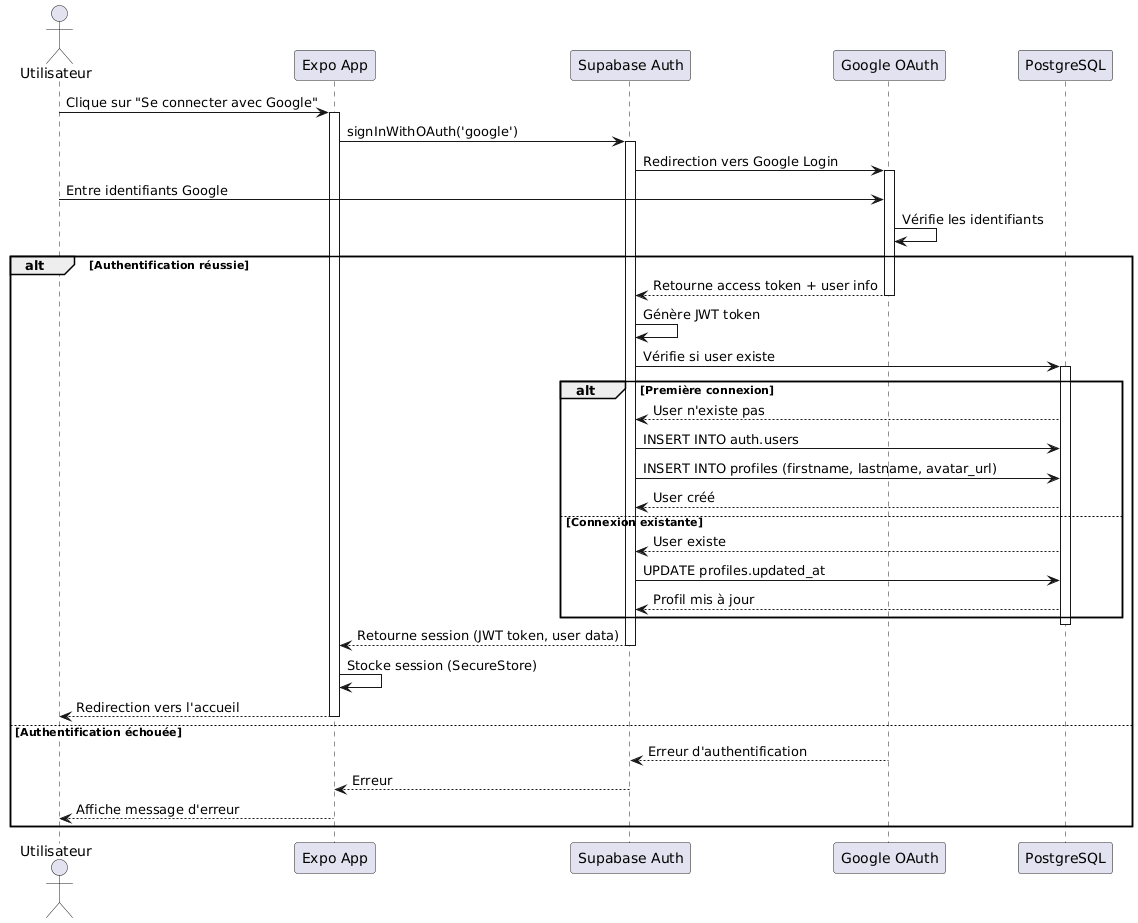 Utilisateur
Expo App
Supabase Auth
Google OAuth
PostgreSQL
Clique sur "Se connecter avec Google"
signInWithOAuth('google')
Redirection vers Google Login
Entre identifiants Google
Vérifie les identifiants
alt
[Authentification réussie]
Retourne access token + user info
Génère JWT token
Vérifie si user existe
alt
[Première connexion]
User n'existe pas
INSERT INTO auth.users
INSERT INTO profiles (firstname, lastname, avatar_url)
User créé
[Connexion existante]
User existe
UPDATE profiles.updated_at
Profil mis à jour
Retourne session (JWT token, user data)
Stocke session (SecureStore)
Redirection vers l'accueil
[Authentification échouée]
Erreur d'authentification
Erreur
Affiche message d'erreur
Utilisateur
Expo App
Supabase Auth
Google OAuth
PostgreSQL